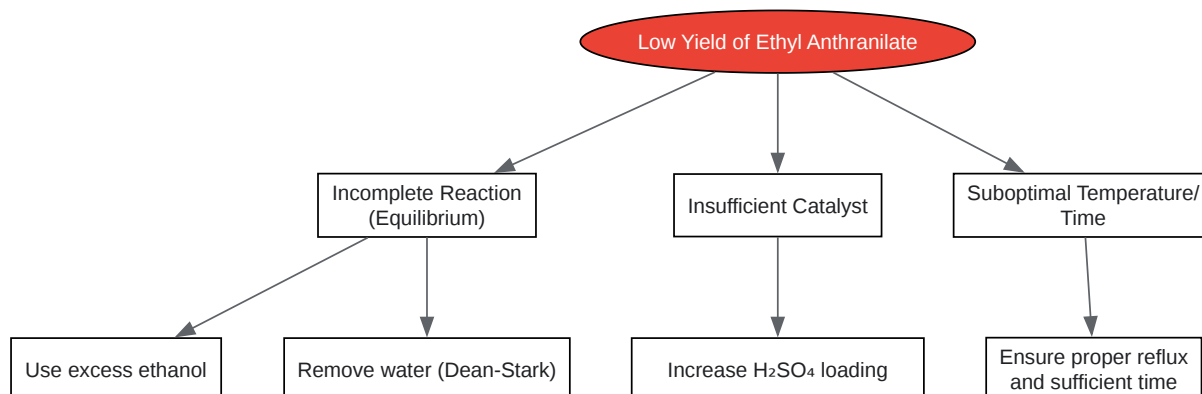 Low Yield of Ethyl Anthranilate
Incomplete Reaction
(Equilibrium)
Insufficient Catalyst
Suboptimal Temperature/
Time
Use excess ethanol
Remove water (Dean-Stark)
Increase H₂SO₄ loading
Ensure proper reflux
and sufficient time